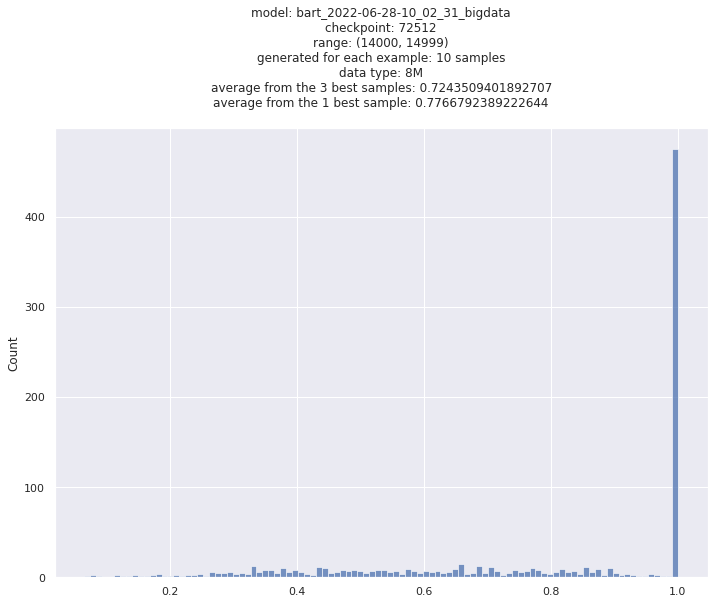 model: bart_2022-06-28-10_02_31_bigdata
checkpoint: 72512
range: (14000, 14999)
generated for each example: 10 samples
data type: 8M
average from the 3 best samples: 0.7243509401892707
average from the 1 best sample: 0.7766792389222644
Count
400
300
200
100
0
0.2
0.4
0.6
0.8
1.0